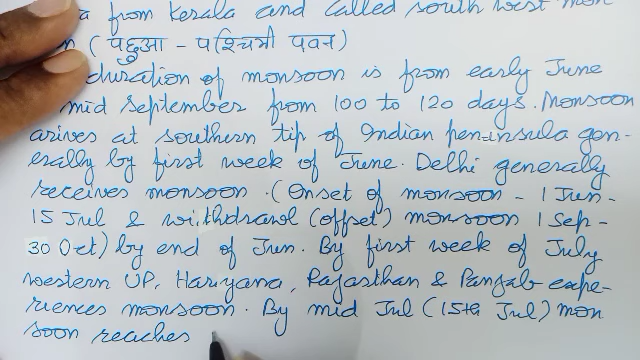 a from Kerala and called south west mon
n (पछुआ - पश्चिमी पवन)
duration of monsoon is from early June
mid September from 100 to 120 days. Monsoon
arives at southern tip of Indian peninsula gen-
erally by first week of June. Delhi generally
receives monsoon. (Onset of monsoon - 1 Jun-
15 Jul & withdrawl (offset) monsoon 1 Sep-
30 Oct) by end of Jun. By first week of July
western UP, Haryana, Rajasthan & Panjab expe-
riences monsoon. By mid Jul (15th Jul) mon
soon reaches